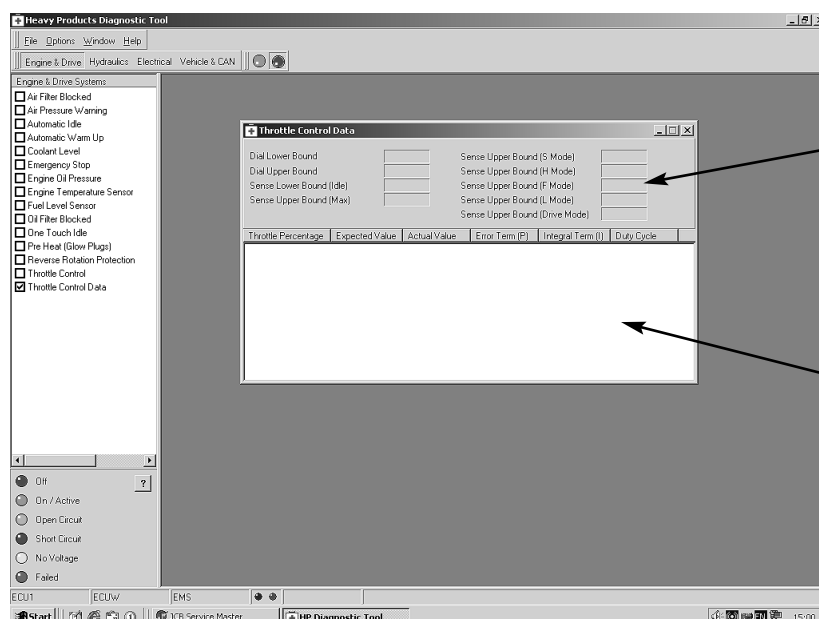 Heavy Products Diagnostic Tool
File Options Window Help
Engine & Drive Hydraulics Electrical Vehicle & CAN
Engine & Drive Systems
Air Filter Blocked
Air Pressure Warning
Automatic Idle
Automatic Warm Up
Coolant Level
Emergency Stop
Engine Oil Pressure
Engine Temperature Sensor
Fuel Level Sensor
Oil Filter Blocked
One Touch Idle
Pre Heat (Glow Plugs)
Reverse Rotation Protection
Throttle Control
Throttle Control Data
Throttle Control Data
Dial Lower Bound
Dial Upper Bound
Sense Lower Bound (Idle)
Sense Upper Bound (Max)
Sense Upper Bound (S Mode)
Sense Upper Bound (H Mode)
Sense Upper Bound (F Mode)
Sense Upper Bound (L Mode)
Sense Upper Bound (Drive Mode)
Throttle Percentage Expected Value Actual Value Error Term (P) Integral Term (I) Duty Cycle
Off ?
On / Active
Open Circuit
Short Circuit
No Voltage
Failed
ECU1 ECUW EMS
Start JCB Service Master HP Diagnostic Tool EN 15:00